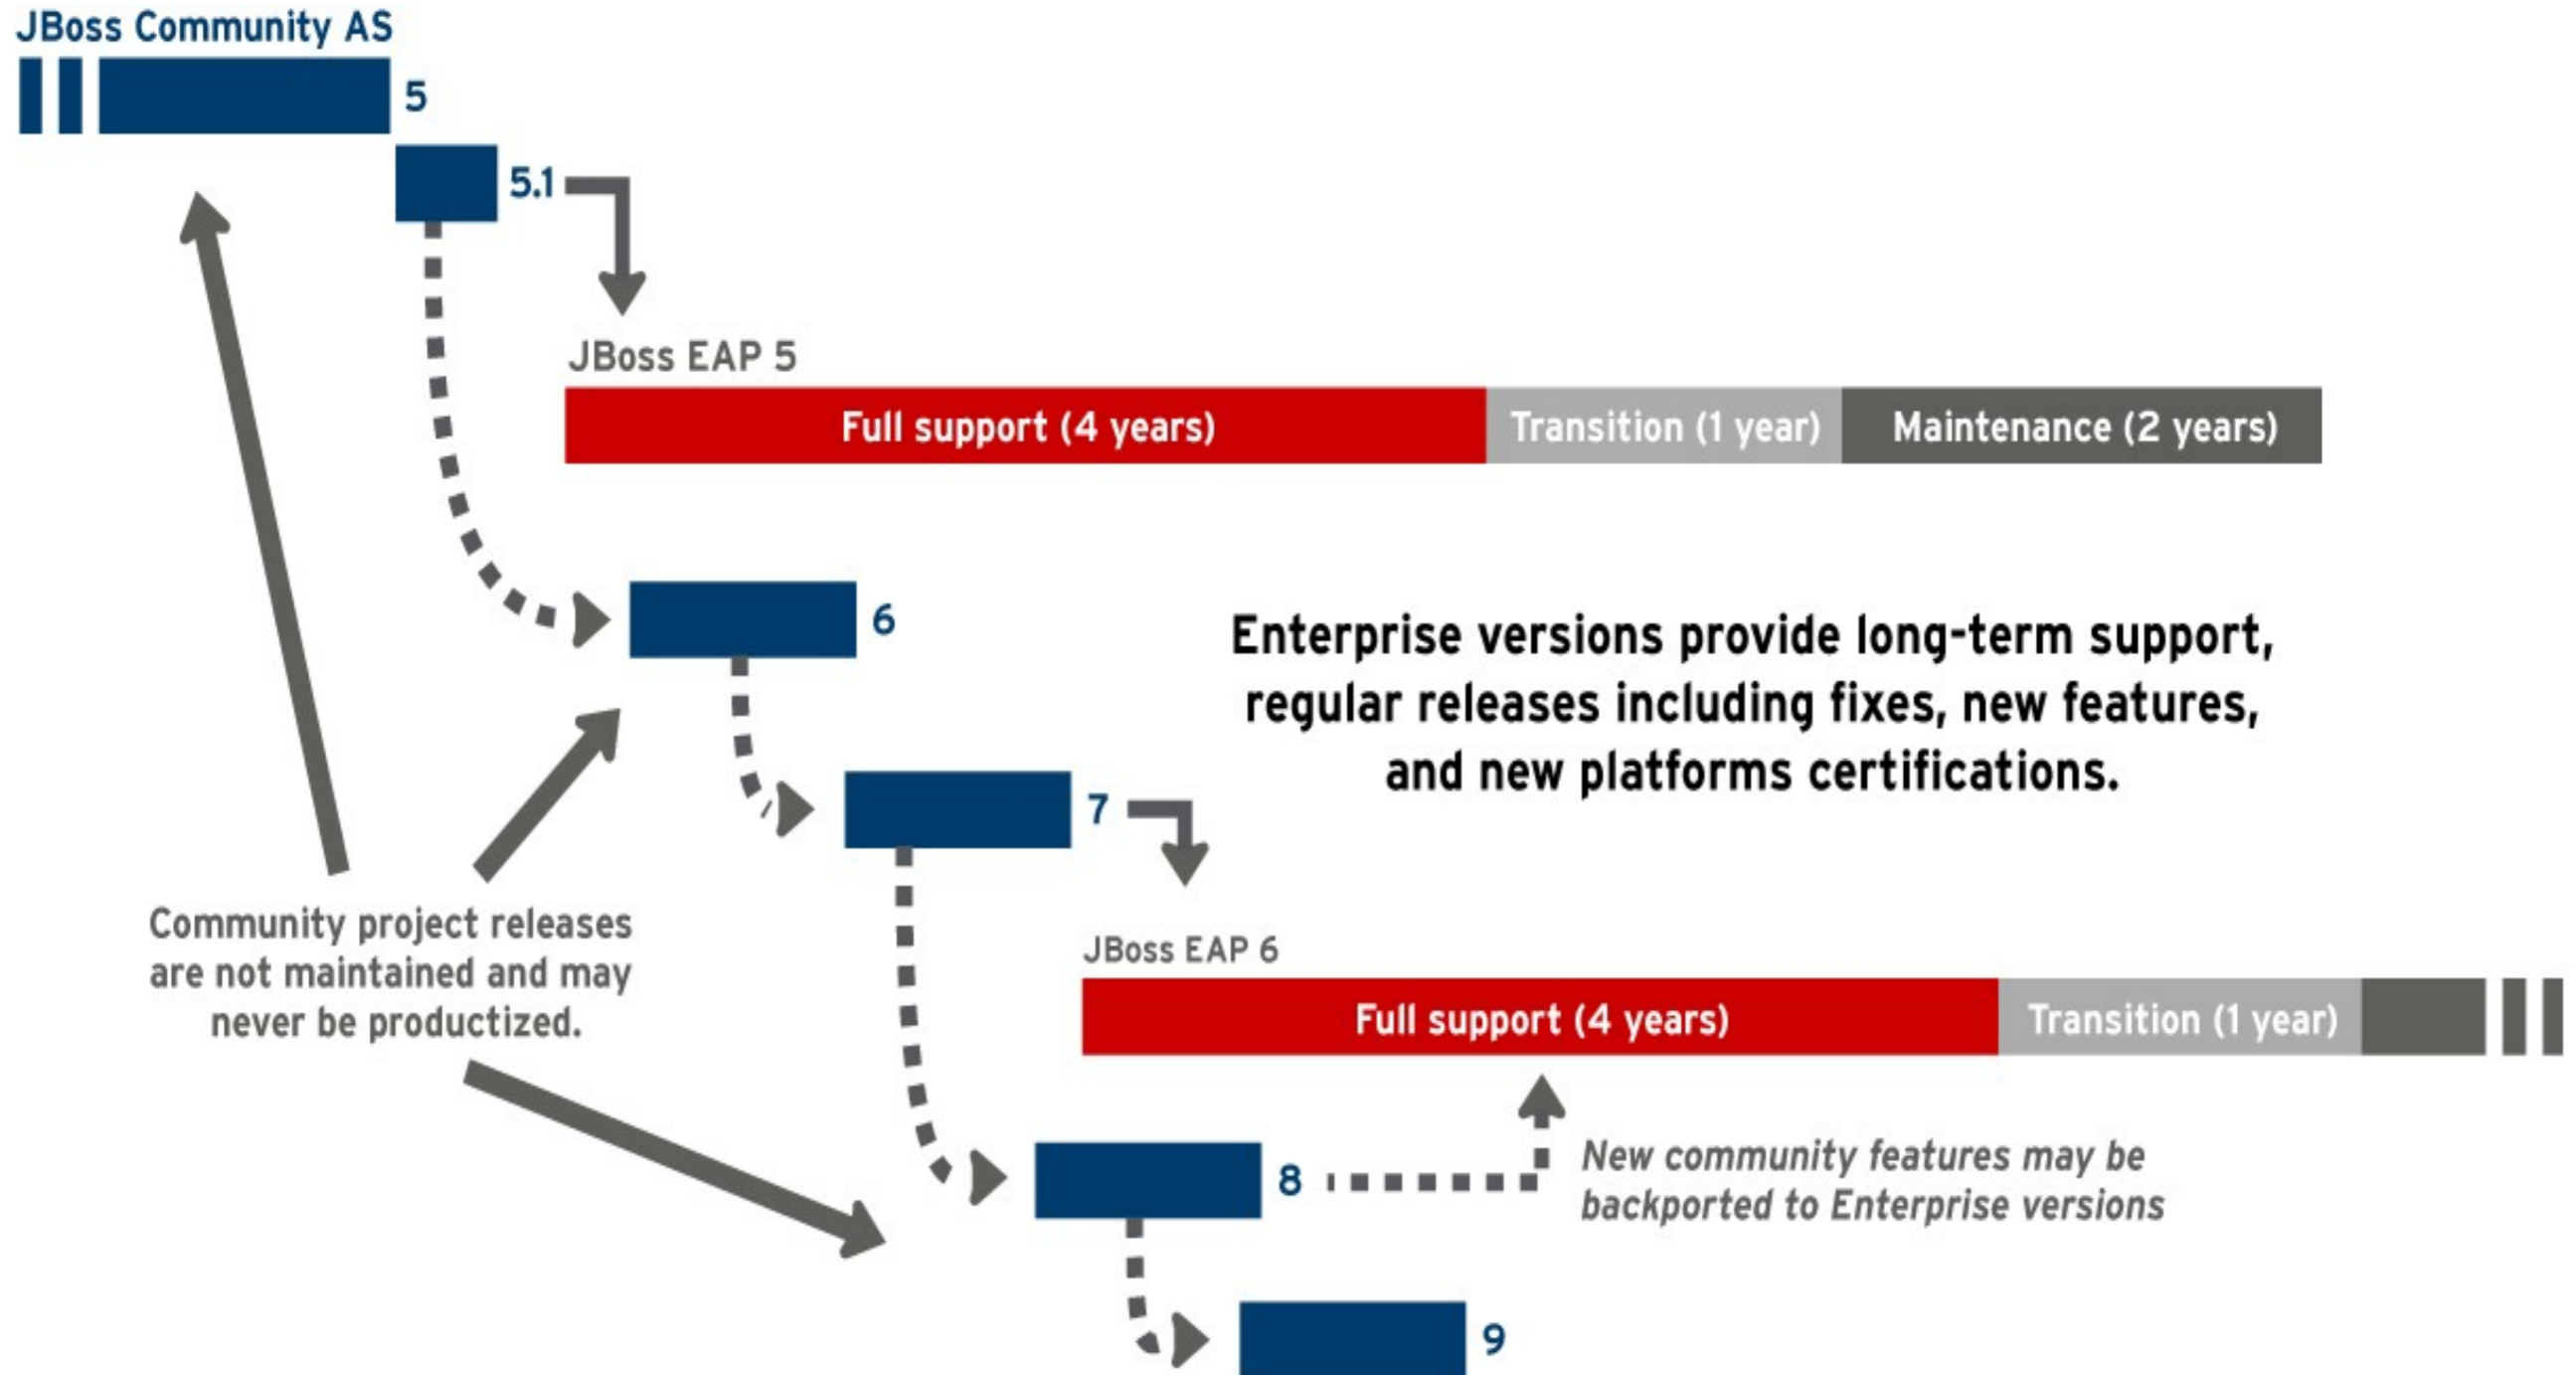 JBoss Community AS
5
5.1
JBoss EAP 5
Full support (4 years)
Transition (1 year)
Maintenance (2 years)
6
Enterprise versions provide long-term support,
regular releases including fixes, new features,
and new platforms certifications.
7
Community project releases
are not maintained and may
never be productized.
JBoss EAP 6
Full support (4 years)
Transition (1 year)
8
New community features may be
backported to Enterprise versions
9